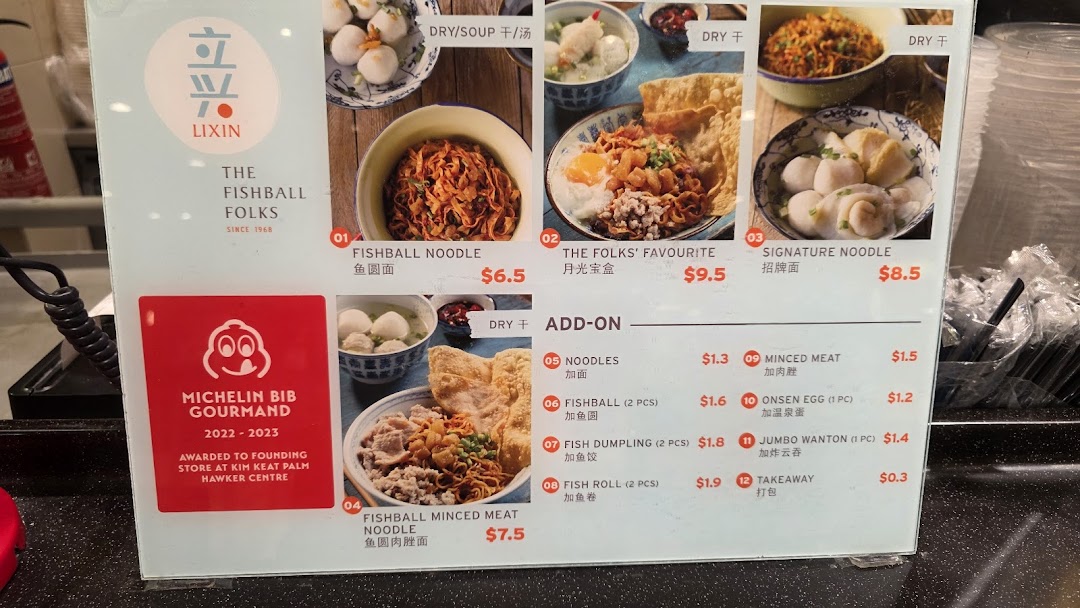 立
兴
LIXIN
THE
FISHBALL
FOLKS
SINCE 1968
DRY/SOUP 干/汤
01 FISHBALL NOODLE
鱼圆面
$6.5
DRY 干
02 THE FOLKS' FAVOURITE
月光宝盒
$9.5
DRY 干
03 SIGNATURE NOODLE
招牌面
$8.5
MICHELIN BIB
GOURMAND
2022 - 2023
AWARDED TO FOUNDING
STORE AT KIM KEAT PALM
HAWKER CENTRE
DRY 干
04 FISHBALL MINCED MEAT
NOODLE
鱼圆肉脞面
$7.5
ADD-ON
05 NOODLES $1.3
加面
06 FISHBALL (2 PCS) $1.6
加鱼圆
07 FISH DUMPLING (2 PCS) $1.8
加鱼饺
08 FISH ROLL (2 PCS) $1.9
加鱼卷
09 MINCED MEAT $1.5
加肉脞
10 ONSEN EGG (1 PC) $1.2
加温泉蛋
11 JUMBO WANTON (1 PC) $1.4
加炸云吞
12 TAKEAWAY $0.3
打包